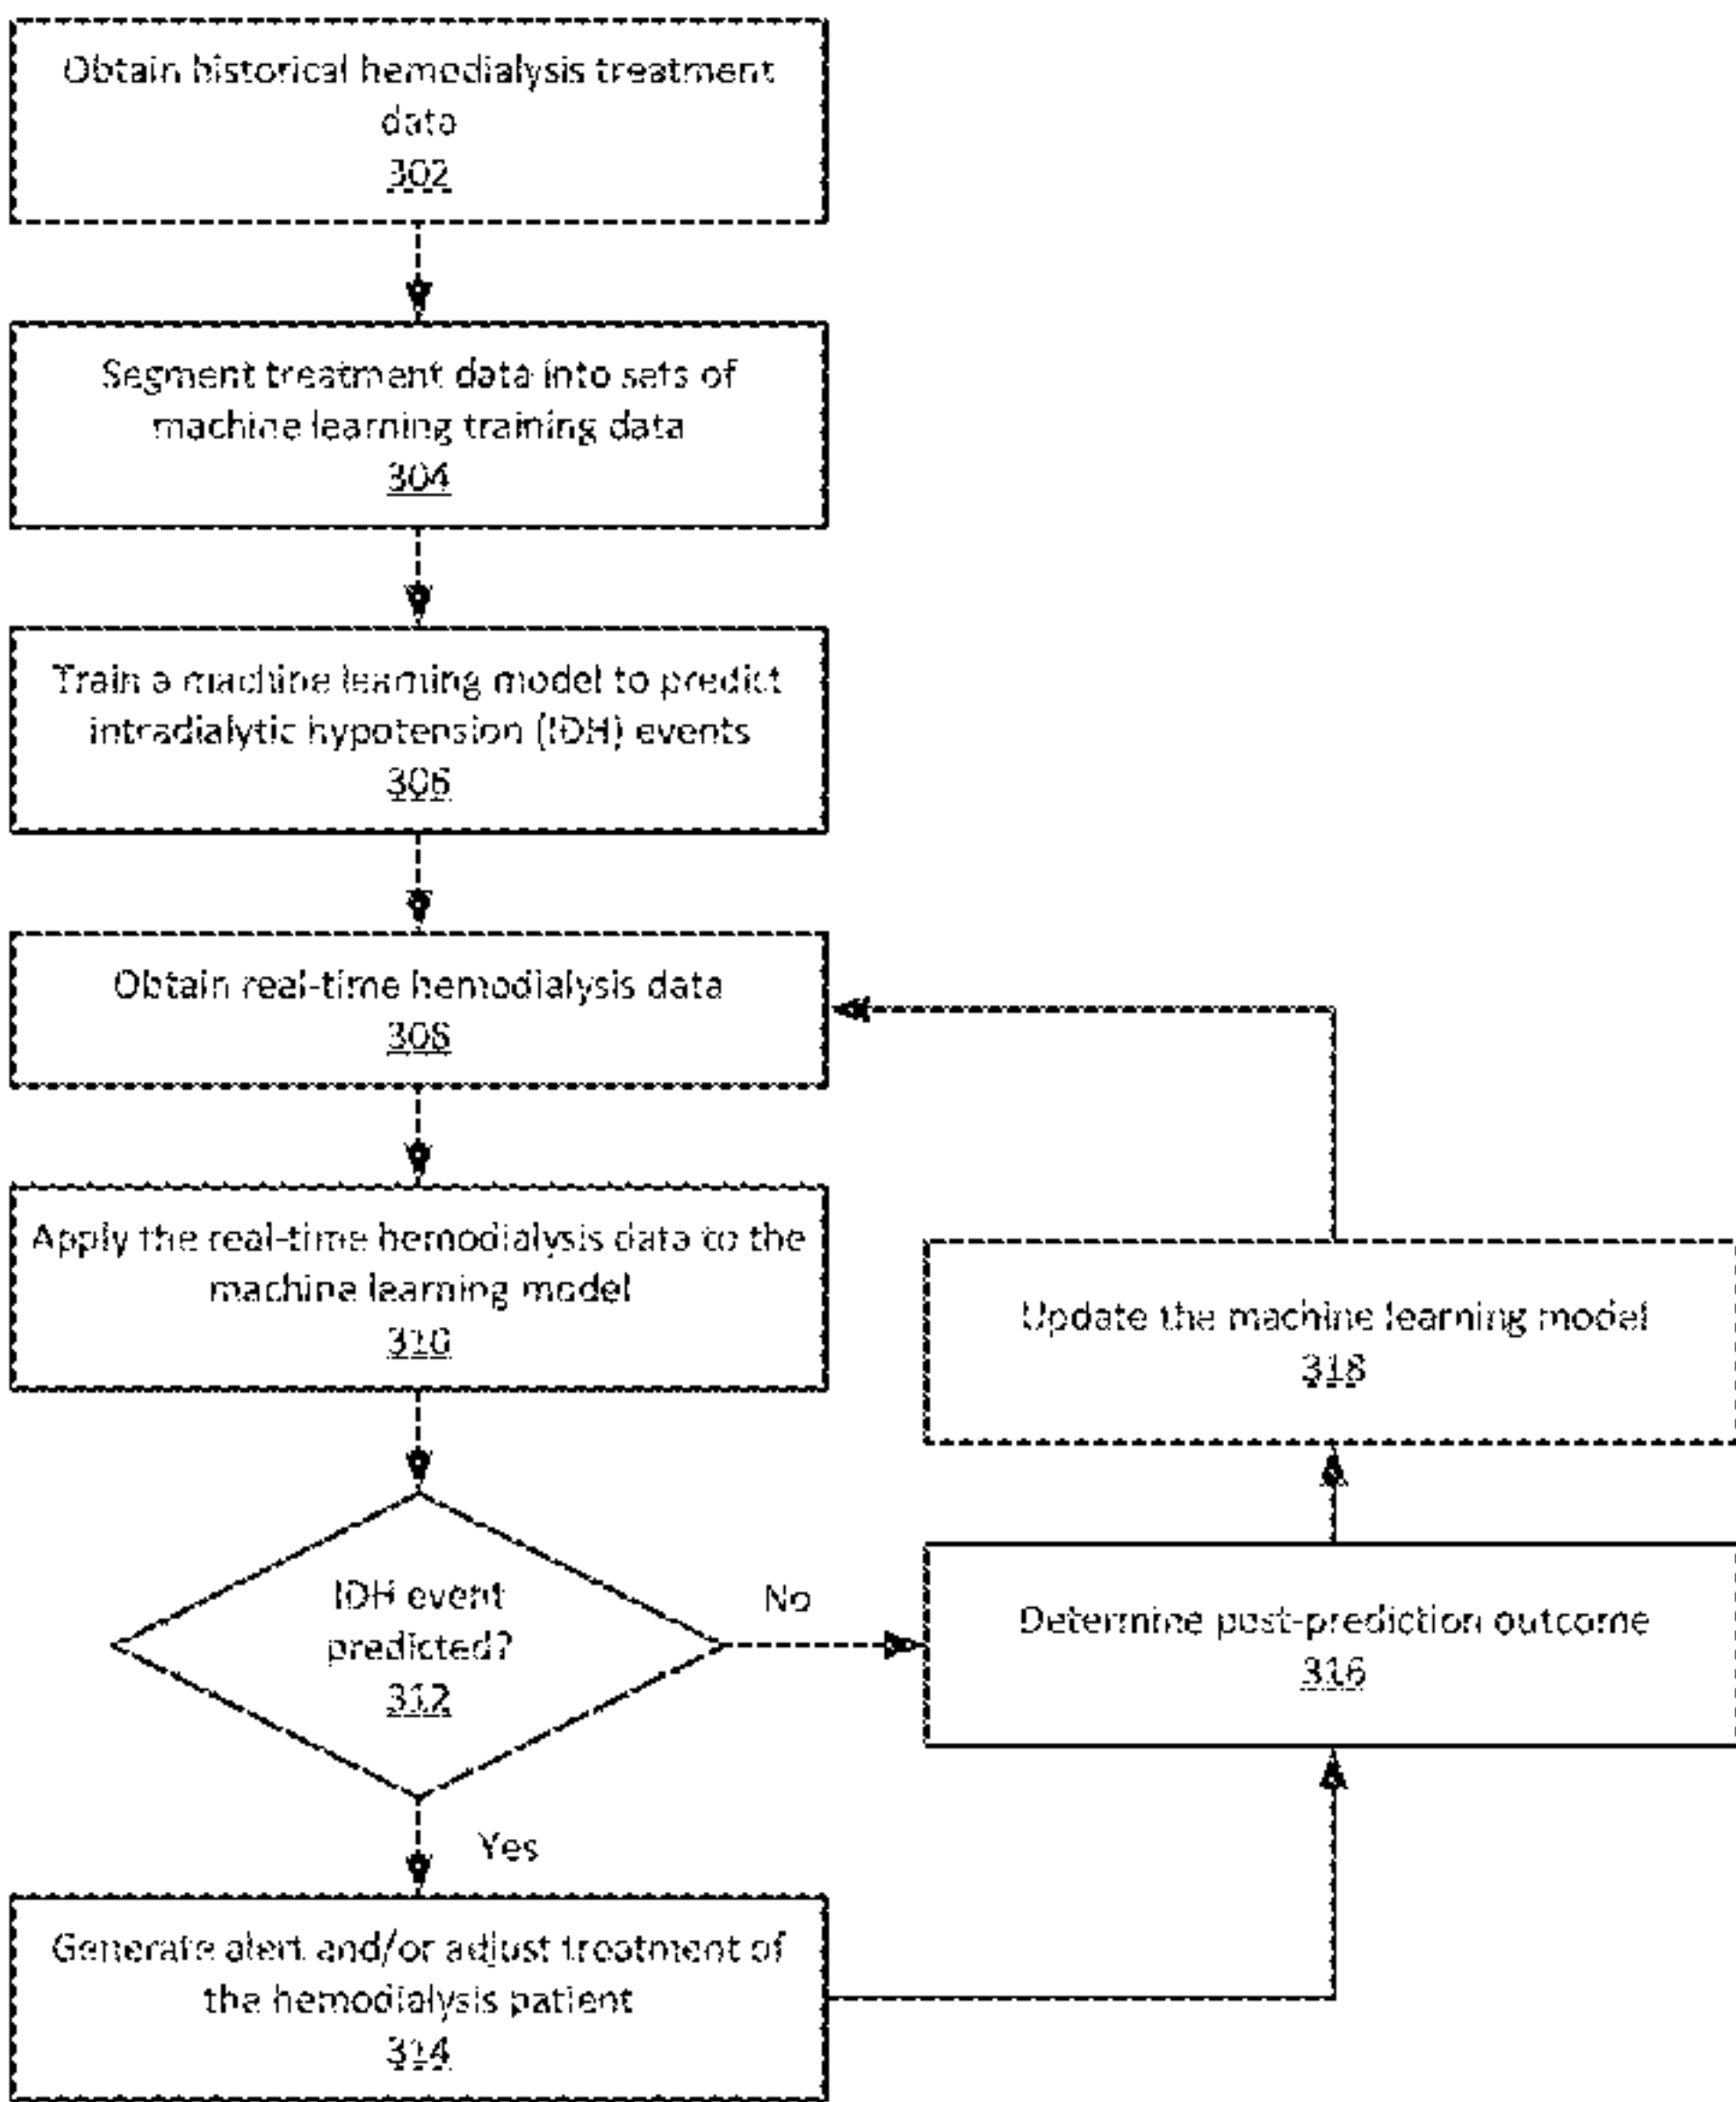 Obtain historical hemodialysis treatment
data
302
Segment treatment data into sets of
machine learning training data
304
Train a machine learning model to predict
intradialytic hypotension (IDH) events
306
Obtain real-time hemodialysis data
308
Apply the real-time hemodialysis data to the
machine learning model
310
IDH event
predicted?
312
No
Yes
Generate alert and/or adjust treatment of
the hemodialysis patient
314
Determine post-prediction outcome
316
Update the machine learning model
318